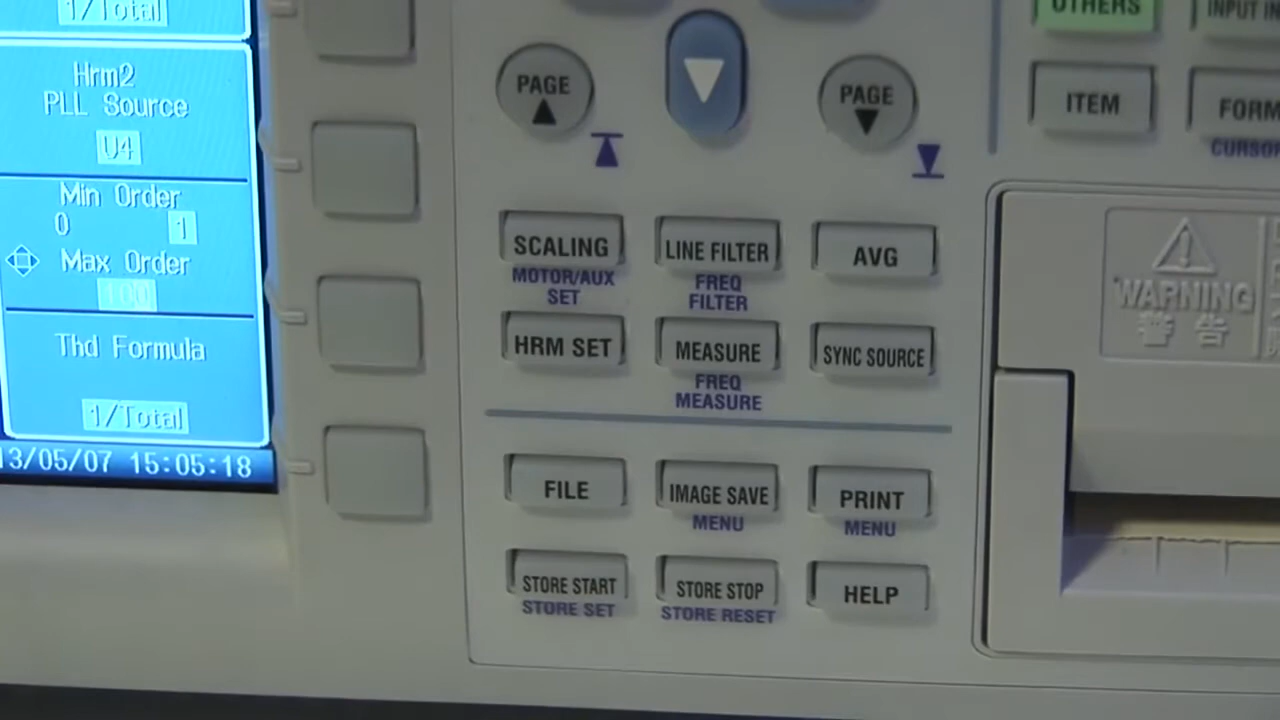 1/Total
Hrm2
PLL Source
U4
Min Order
0 1
Max Order
100
Thd Formula
1/Total
13/05/07 15:05:18
PAGE
PAGE
SCALING
MOTOR/AUX
SET
LINE FILTER
FREQ
FILTER
AVG
HRM SET
MEASURE
FREQ
MEASURE
SYNC SOURCE
FILE
IMAGE SAVE
MENU
PRINT
MENU
STORE START
STORE SET
STORE STOP
STORE RESET
HELP
OTHERS
INPUT
ITEM
FORM
CURSOR
WARNING
警告